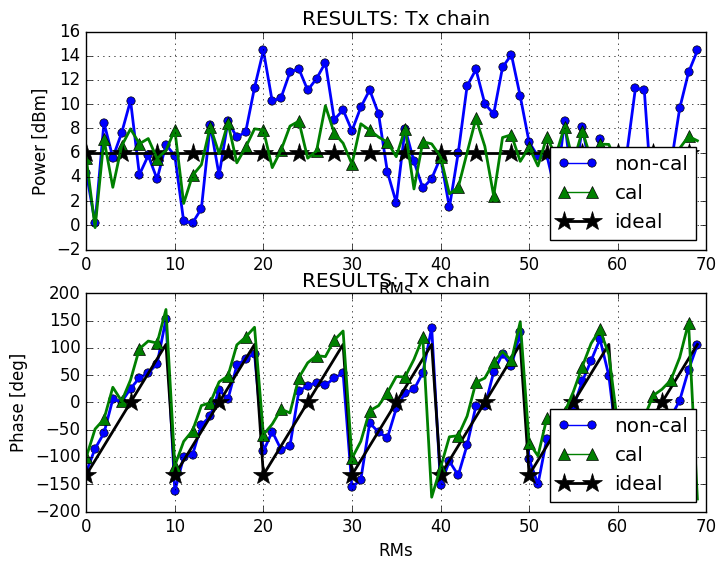 RESULTS: Tx chain
16
14
12
10
8
6
4
2
0
−2
Power [dBm]
non-cal
cal
ideal
0 10 20 30 40 50 60 70
RMs
RESULTS: Tx chain
200
150
100
50
0
−50
−100
−150
−200
Phase [deg]
non-cal
cal
ideal
0 10 20 30 40 50 60 70
RMs